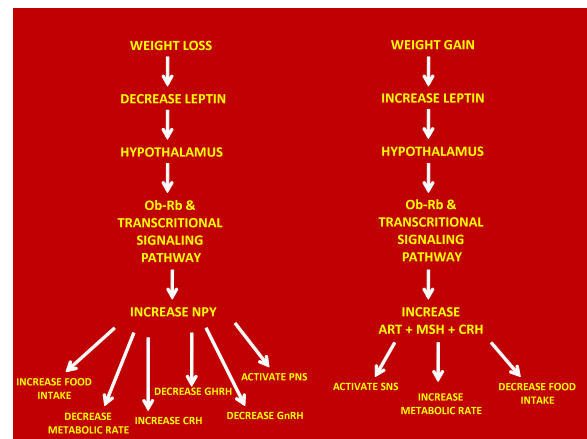 WEIGHT LOSS
DECREASE LEPTIN
HYPOTHALAMUS
Ob-Rb &
TRANSCRITIONAL
SIGNALING
PATHWAY
INCREASE NPY
INCREASE FOOD
INTAKE
DECREASE
METABOLIC RATE
INCREASE CRH
DECREASE GHRH
DECREASE GnRH
ACTIVATE PNS
WEIGHT GAIN
INCREASE LEPTIN
HYPOTHALAMUS
Ob-Rb &
TRANSCRITIONAL
SIGNALING
PATHWAY
INCREASE
ART + MSH + CRH
ACTIVATE SNS
INCREASE
METABOLIC RATE
DECREASE FOOD
INTAKE